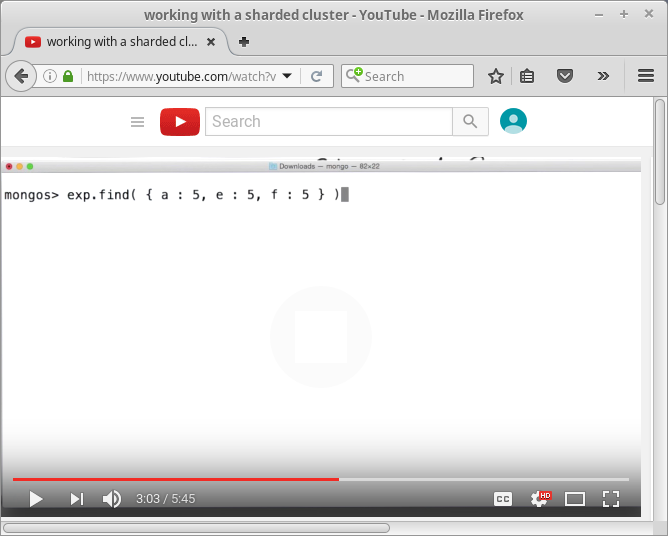 working with a sharded cluster - YouTube - Mozilla Firefox
working with a sharded cl...
https://www.youtube.com/watch?v
Search
Search
Downloads — mongo — 82×22
mongos> exp.find( { a : 5, e : 5, f : 5 } )
3:03 / 5:45
CC
HD